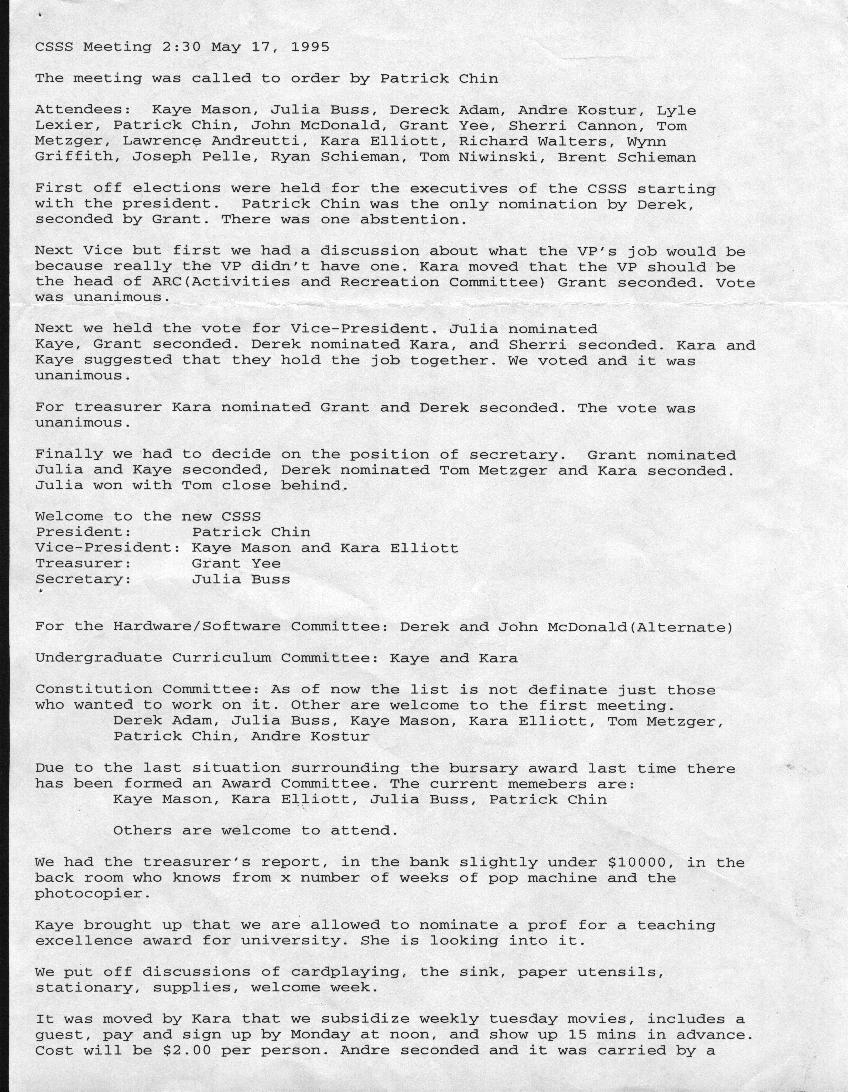 CSSS Meeting 2:30 May 17, 1995
The meeting was called to order by Patrick Chin
Attendees:  Kaye Mason, Julia Buss, Dereck Adam, Andre Kostur, Lyle
Lexier, Patrick Chin, John McDonald, Grant Yee, Sherri Cannon, Tom
Metzger, Lawrence Andreutti, Kara Elliott, Richard Walters, Wynn
Griffith, Joseph Pelle, Ryan Schieman, Tom Niwinski, Brent Schieman
First off elections were held for the executives of the CSSS starting
with the president.  Patrick Chin was the only nomination by Derek,
seconded by Grant. There was one abstention.
Next Vice but first we had a discussion about what the VP's job would be
because really the VP didn't have one. Kara moved that the VP should be
the head of ARC(Activities and Recreation Committee) Grant seconded. Vote
was unanimous.
Next we held the vote for Vice-President. Julia nominated
Kaye, Grant seconded. Derek nominated Kara, and Sherri seconded. Kara and
Kaye suggested that they hold the job together. We voted and it was
unanimous.
For treasurer Kara nominated Grant and Derek seconded. The vote was
unanimous.
Finally we had to decide on the position of secretary.  Grant nominated
Julia and Kaye seconded, Derek nominated Tom Metzger and Kara seconded.
Julia won with Tom close behind.
Welcome to the new CSSS
President:      Patrick Chin
Vice-President: Kaye Mason and Kara Elliott
Treasurer:      Grant Yee
Secretary:      Julia Buss
For the Hardware/Software Committee: Derek and John McDonald(Alternate)
Undergraduate Curriculum Committee: Kaye and Kara
Constitution Committee: As of now the list is not definate just those
who wanted to work on it. Other are welcome to the first meeting.
Derek Adam, Julia Buss, Kaye Mason, Kara Elliott, Tom Metzger,
Patrick Chin, Andre Kostur
Due to the last situation surrounding the bursary award last time there
has been formed an Award Committee. The current memebers are:
Kaye Mason, Kara Elliott, Julia Buss, Patrick Chin
Others are welcome to attend.
We had the treasurer's report, in the bank slightly under $10000, in the
back room who knows from x number of weeks of pop machine and the
photocopier.
Kaye brought up that we are allowed to nominate a prof for a teaching
excellence award for university. She is looking into it.
We put off discussions of cardplaying, the sink, paper utensils,
stationary, supplies, welcome week.
It was moved by Kara that we subsidize weekly tuesday movies, includes a
guest, pay and sign up by Monday at noon, and show up 15 mins in advance.
Cost will be $2.00 per person. Andre seconded and it was carried by a